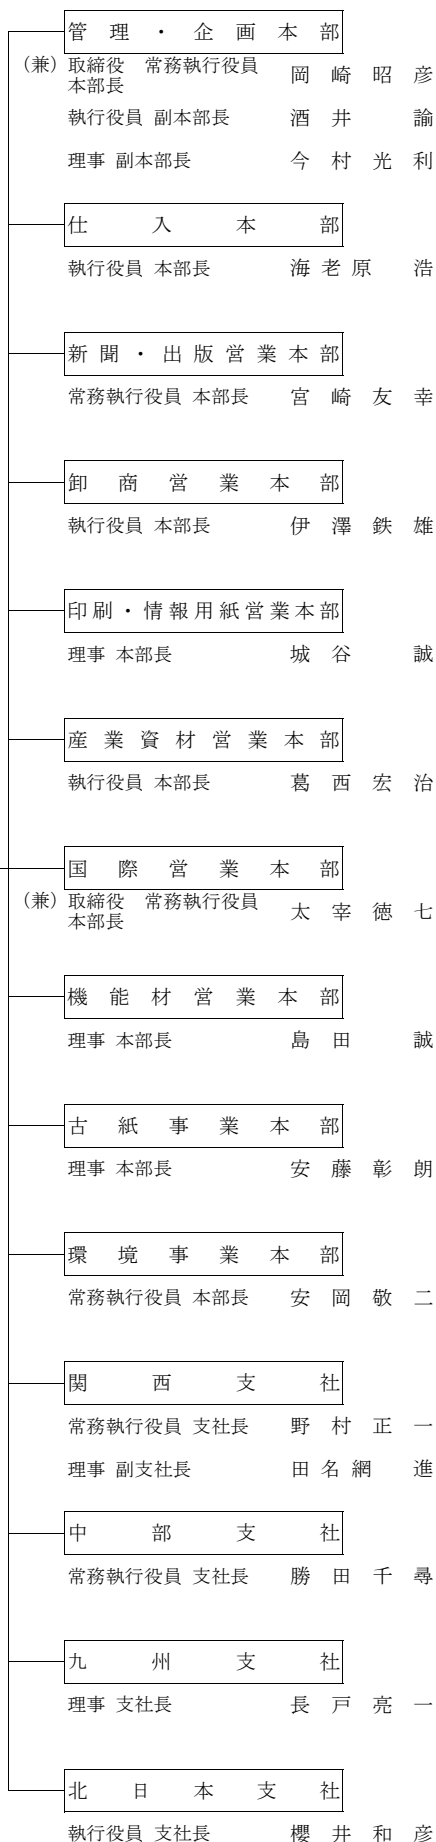 管理・企画本部
(兼) 取締役 常務執行役員 本部長 岡崎昭彦
執行役員 副本部長 酒井諭
理事 副本部長 今村光利
仕入本部
執行役員 本部長 海老原浩
新聞・出版営業本部
常務執行役員 本部長 宮崎友幸
卸商営業本部
執行役員 本部長 伊澤鉄雄
印刷・情報用紙営業本部
理事 本部長 城谷誠
産業資材営業本部
執行役員 本部長 葛西宏治
国際営業本部
(兼) 取締役 常務執行役員 本部長 太宰徳七
機能材営業本部
理事 本部長 島田誠
古紙事業本部
理事 本部長 安藤彰朗
環境事業本部
常務執行役員 本部長 安岡敬二
関西支社
常務執行役員 支社長 野村正一
理事 副支社長 田名網進
中部支社
常務執行役員 支社長 勝田千尋
九州支社
理事 支社長 長戸亮一
北日本支社
執行役員 支社長 櫻井和彦